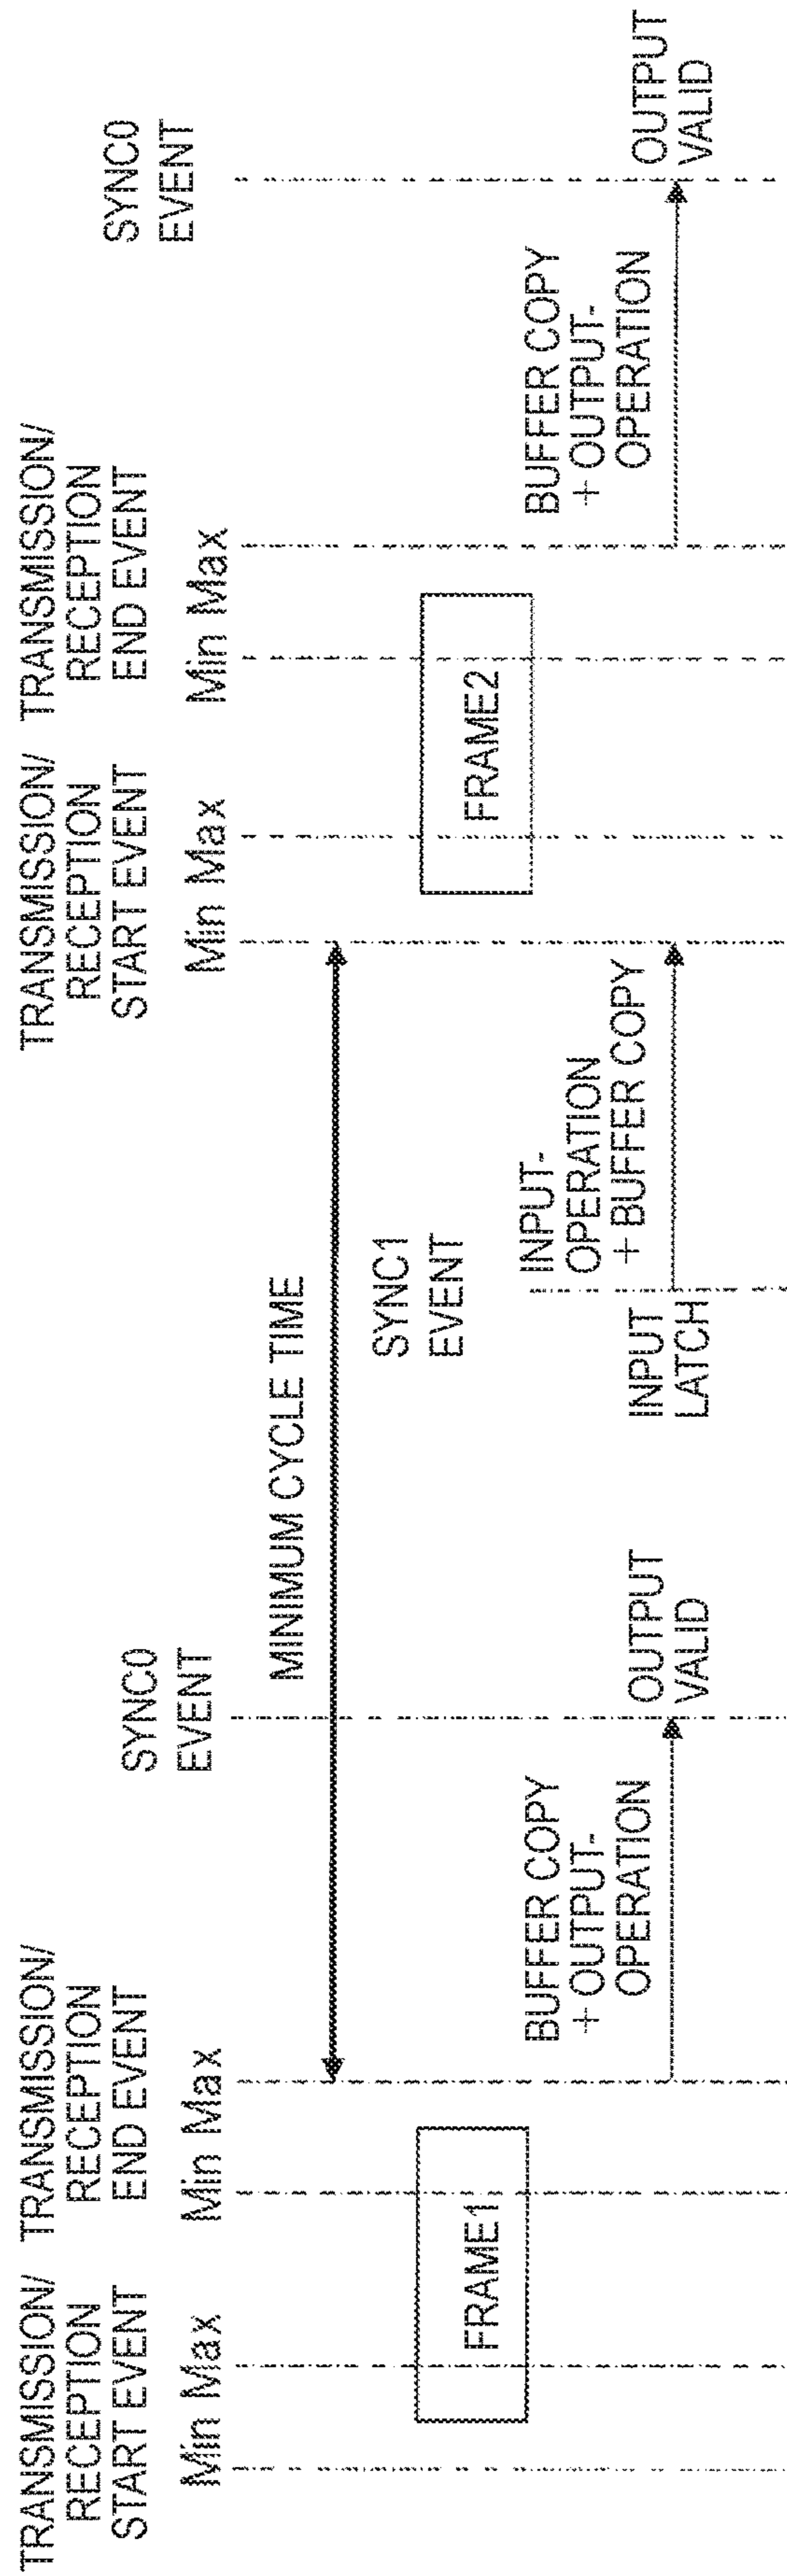 TRANSMISSION/
RECEPTION
START EVENT
Min Max
TRANSMISSION/
RECEPTION
END EVENT
Min Max
SYNC0
EVENT
TRANSMISSION/
RECEPTION
START EVENT
Min Max
TRANSMISSION/
RECEPTION
END EVENT
Min Max
SYNC0
EVENT
MINIMUM CYCLE TIME
SYNC1
EVENT
FRAME1
FRAME2
BUFFER COPY
+ OUTPUT-
OPERATION
OUTPUT
VALID
INPUT
LATCH
INPUT-
OPERATION
+ BUFFER COPY
BUFFER COPY
+ OUTPUT-
OPERATION
OUTPUT
VALID